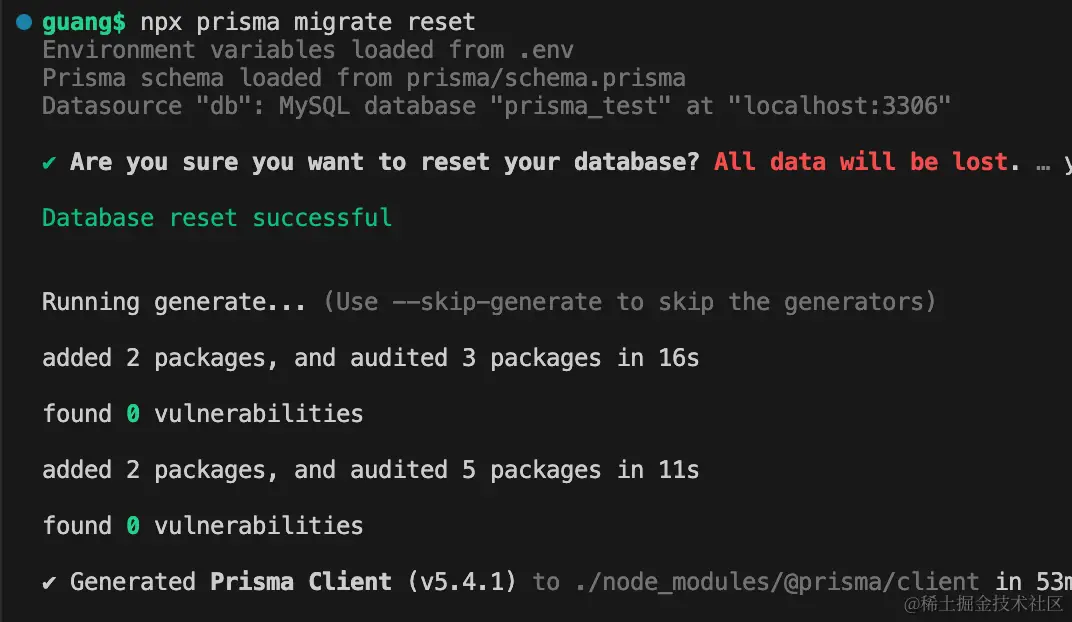 guang$ npx prisma migrate reset
Environment variables loaded from .env
Prisma schema loaded from prisma/schema.prisma
Datasource "db": MySQL database "prisma_test" at "localhost:3306"
✔ Are you sure you want to reset your database? All data will be lost. … y
Database reset successful
Running generate... (Use --skip-generate to skip the generators)
added 2 packages, and audited 3 packages in 16s
found 0 vulnerabilities
added 2 packages, and audited 5 packages in 11s
found 0 vulnerabilities
✔ Generated Prisma Client (v5.4.1) to ./node_modules/@prisma/client in 53m
@稀土掘金技术社区